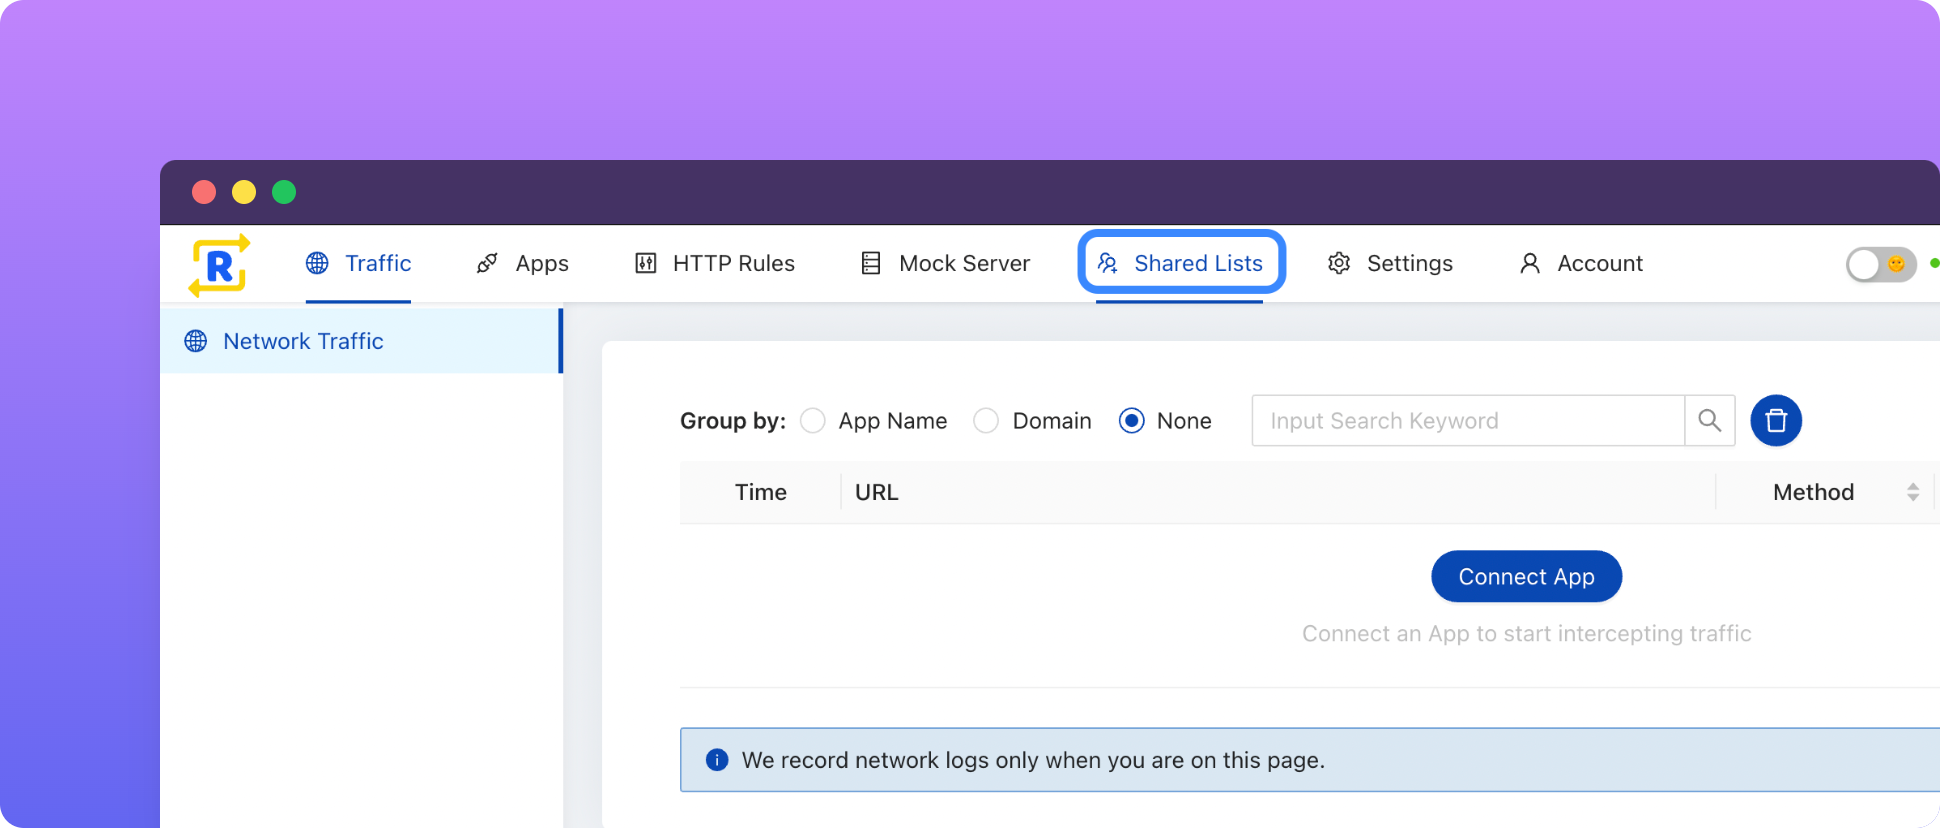 R Traffic Apps HTTP Rules Mock Server Shared Lists Settings Account
Network Traffic
Group by: App Name Domain None Input Search Keyword
Time URL Method
Connect App
Connect an App to start intercepting traffic
We record network logs only when you are on this page.